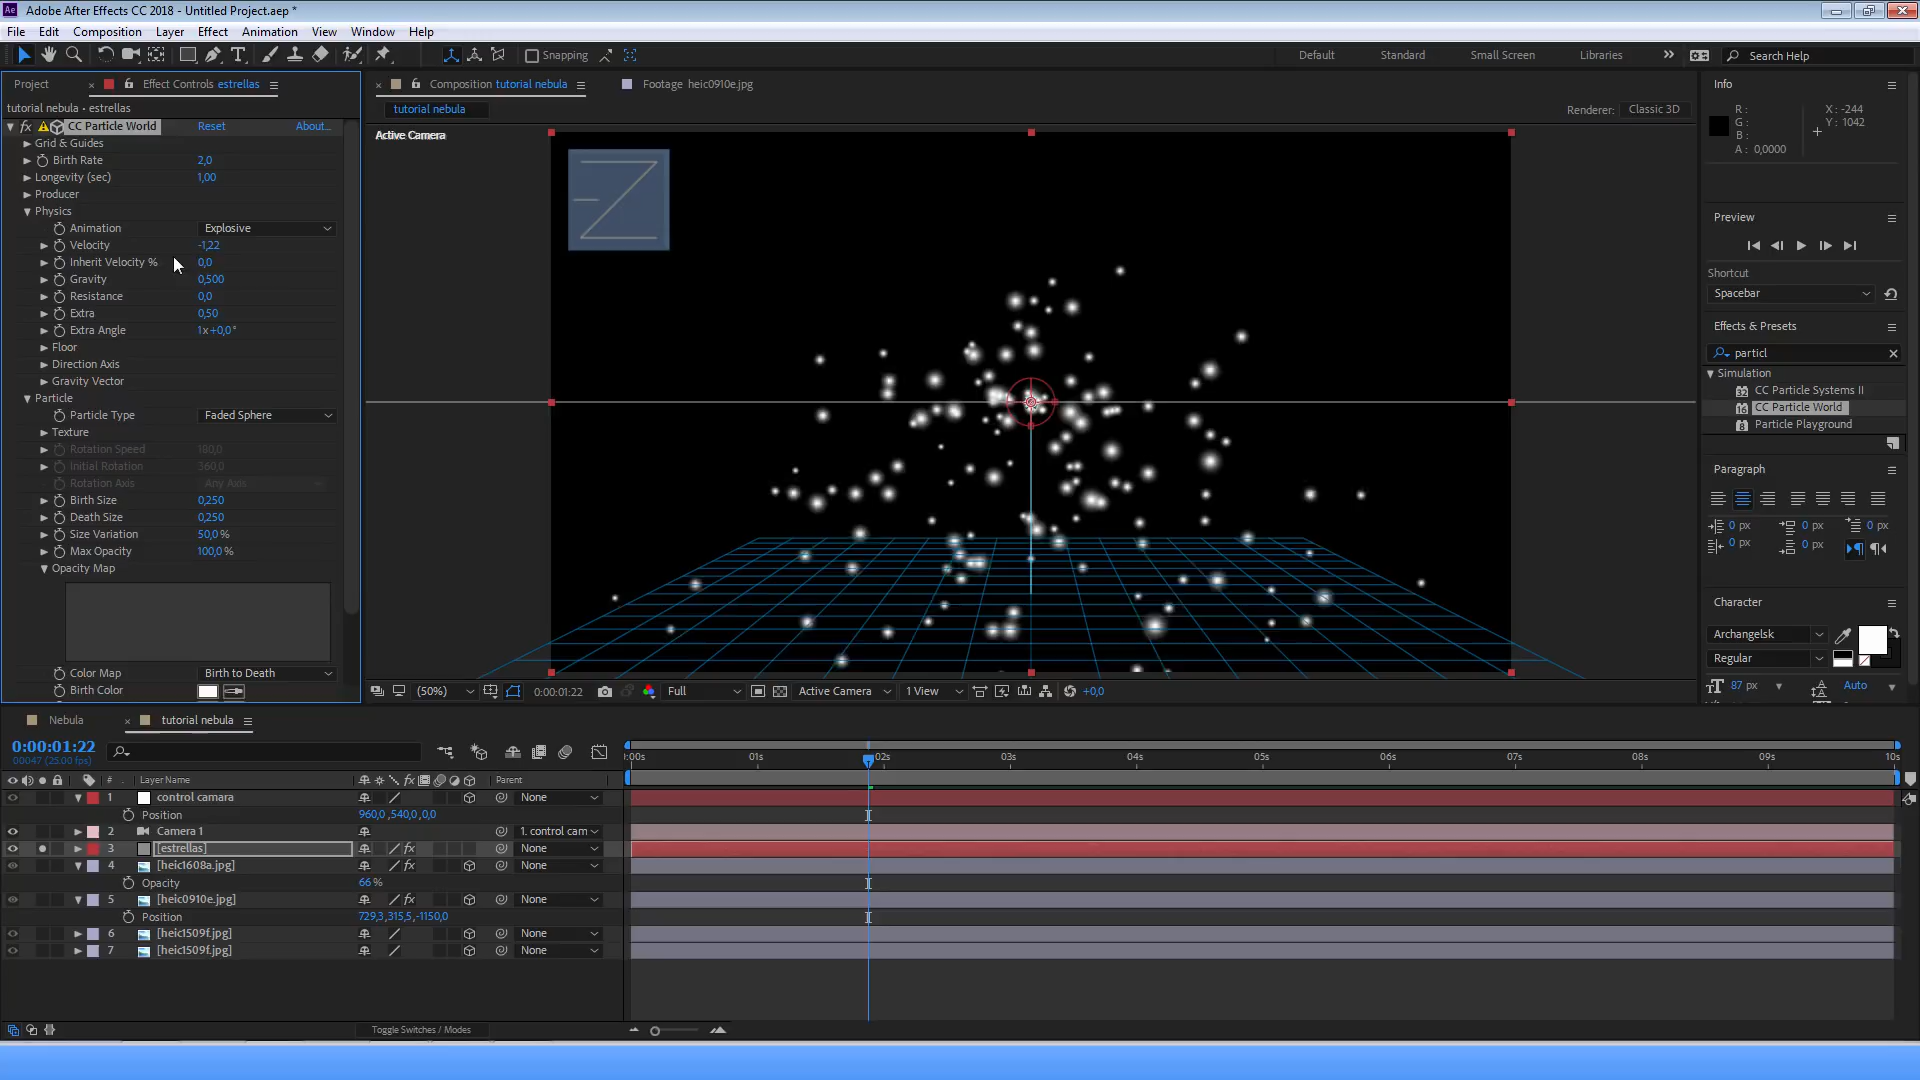 Adobe After Effects CC 2018 - Untitled Project.aep *
File Edit Composition Layer Effect Animation View Window Help
Snapping Default Standard Small Screen Libraries Search Help
Project Effect Controls estrellas
tutorial nebula • estrellas
CC Particle World Reset About...
Grid & Guides
Birth Rate 2,0
Longevity (sec) 1,00
Producer
Physics
Animation Explosive
Velocity -1,22
Inherit Velocity % 0,0
Gravity 0,500
Resistance 0,0
Extra 0,50
Extra Angle 1x+0,0°
Floor
Direction Axis
Gravity Vector
Particle
Particle Type Faded Sphere
Texture
Rotation Speed 180,0
Initial Rotation 360,0
Rotation Axis Any Axis
Birth Size 0,250
Death Size 0,250
Size Variation 50,0 %
Max Opacity 100,0 %
Opacity Map
Color Map Birth to Death
Birth Color
Composition tutorial nebula Footage heic0910e.jpg
tutorial nebula Renderer: Classic 3D
Active Camera
(50%) 0:00:01:22 Full Active Camera 1 View +0,0
Info
R : X : -244
G : Y : 1042
B :
A : 0,0000
Preview
Shortcut
Spacebar
Effects & Presets
particl
Simulation
32 CC Particle Systems II
16 CC Particle World
8 Particle Playground
Paragraph
0 px 0 px 0 px
0 px 0 px
Character
Archangelsk
Regular
87 px Auto
Nebula tutorial nebula
0:00:01:22
00047 (25.00 fps)
# Layer Name Parent
:00s 01s 02s 03s 04s 05s 06s 07s 08s 09s 10s
1 control camara None
Position 960,0 ,540,0 ,0,0
2 Camera 1 1. control cam
3 [estrellas] None
4 [heic1608a.jpg] None
Opacity 66 %
5 [heic0910e.jpg] None
Position 729,3 ,315,5 ,-1150,0
6 [heic1509f.jpg] None
7 [heic1509f.jpg] None
Toggle Switches / Modes